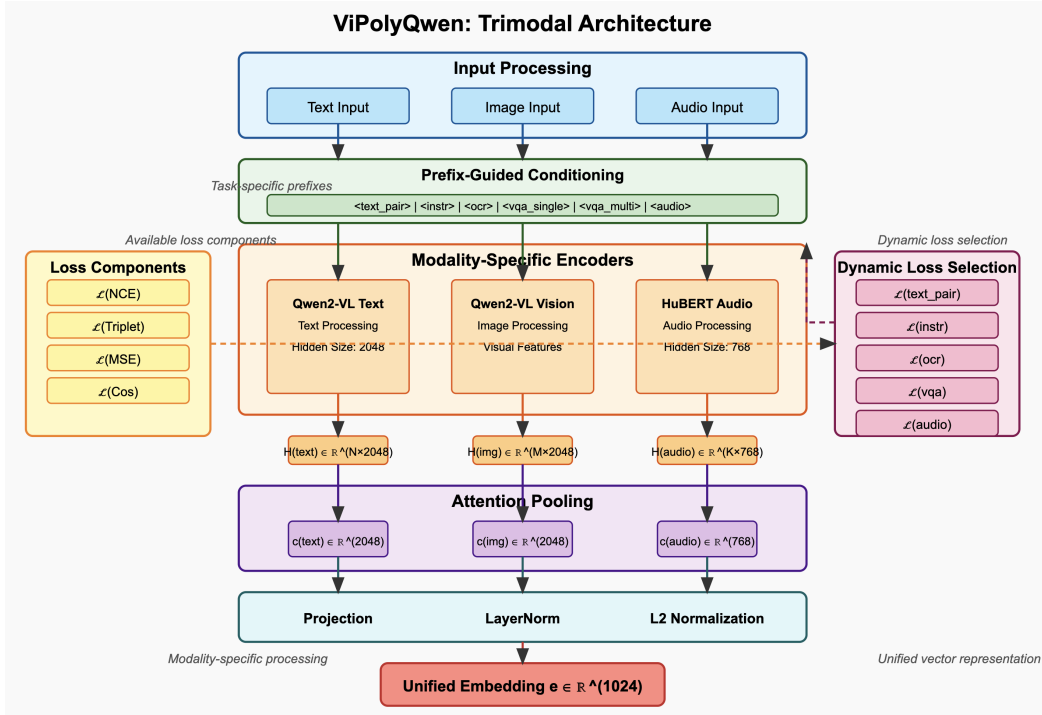 ViPolyQwen: Trimodal Architecture
Input Processing
Text Input
Image Input
Audio Input
Prefix-Guided Conditioning
Task-specific prefixes
<text_pair> | <instr> | <ocr> | <vqa_single> | <vqa_multi> | <audio>
Available loss components
Dynamic loss selection
Loss Components
ℒ(NCE)
ℒ(Triplet)
ℒ(MSE)
ℒ(Cos)
Modality-Specific Encoders
Qwen2-VL Text
Text Processing
Hidden Size: 2048
Qwen2-VL Vision
Image Processing
Visual Features
HuBERT Audio
Audio Processing
Hidden Size: 768
Dynamic Loss Selection
ℒ(text_pair)
ℒ(instr)
ℒ(ocr)
ℒ(vqa)
ℒ(audio)
H(text) ∈ ℝ^(N×2048)
H(img) ∈ ℝ^(M×2048)
H(audio) ∈ ℝ^(K×768)
Attention Pooling
c(text) ∈ ℝ^(2048)
c(img) ∈ ℝ^(2048)
c(audio) ∈ ℝ^(768)
Projection
LayerNorm
L2 Normalization
Modality-specific processing
Unified vector representation
Unified Embedding e ∈ ℝ^(1024)